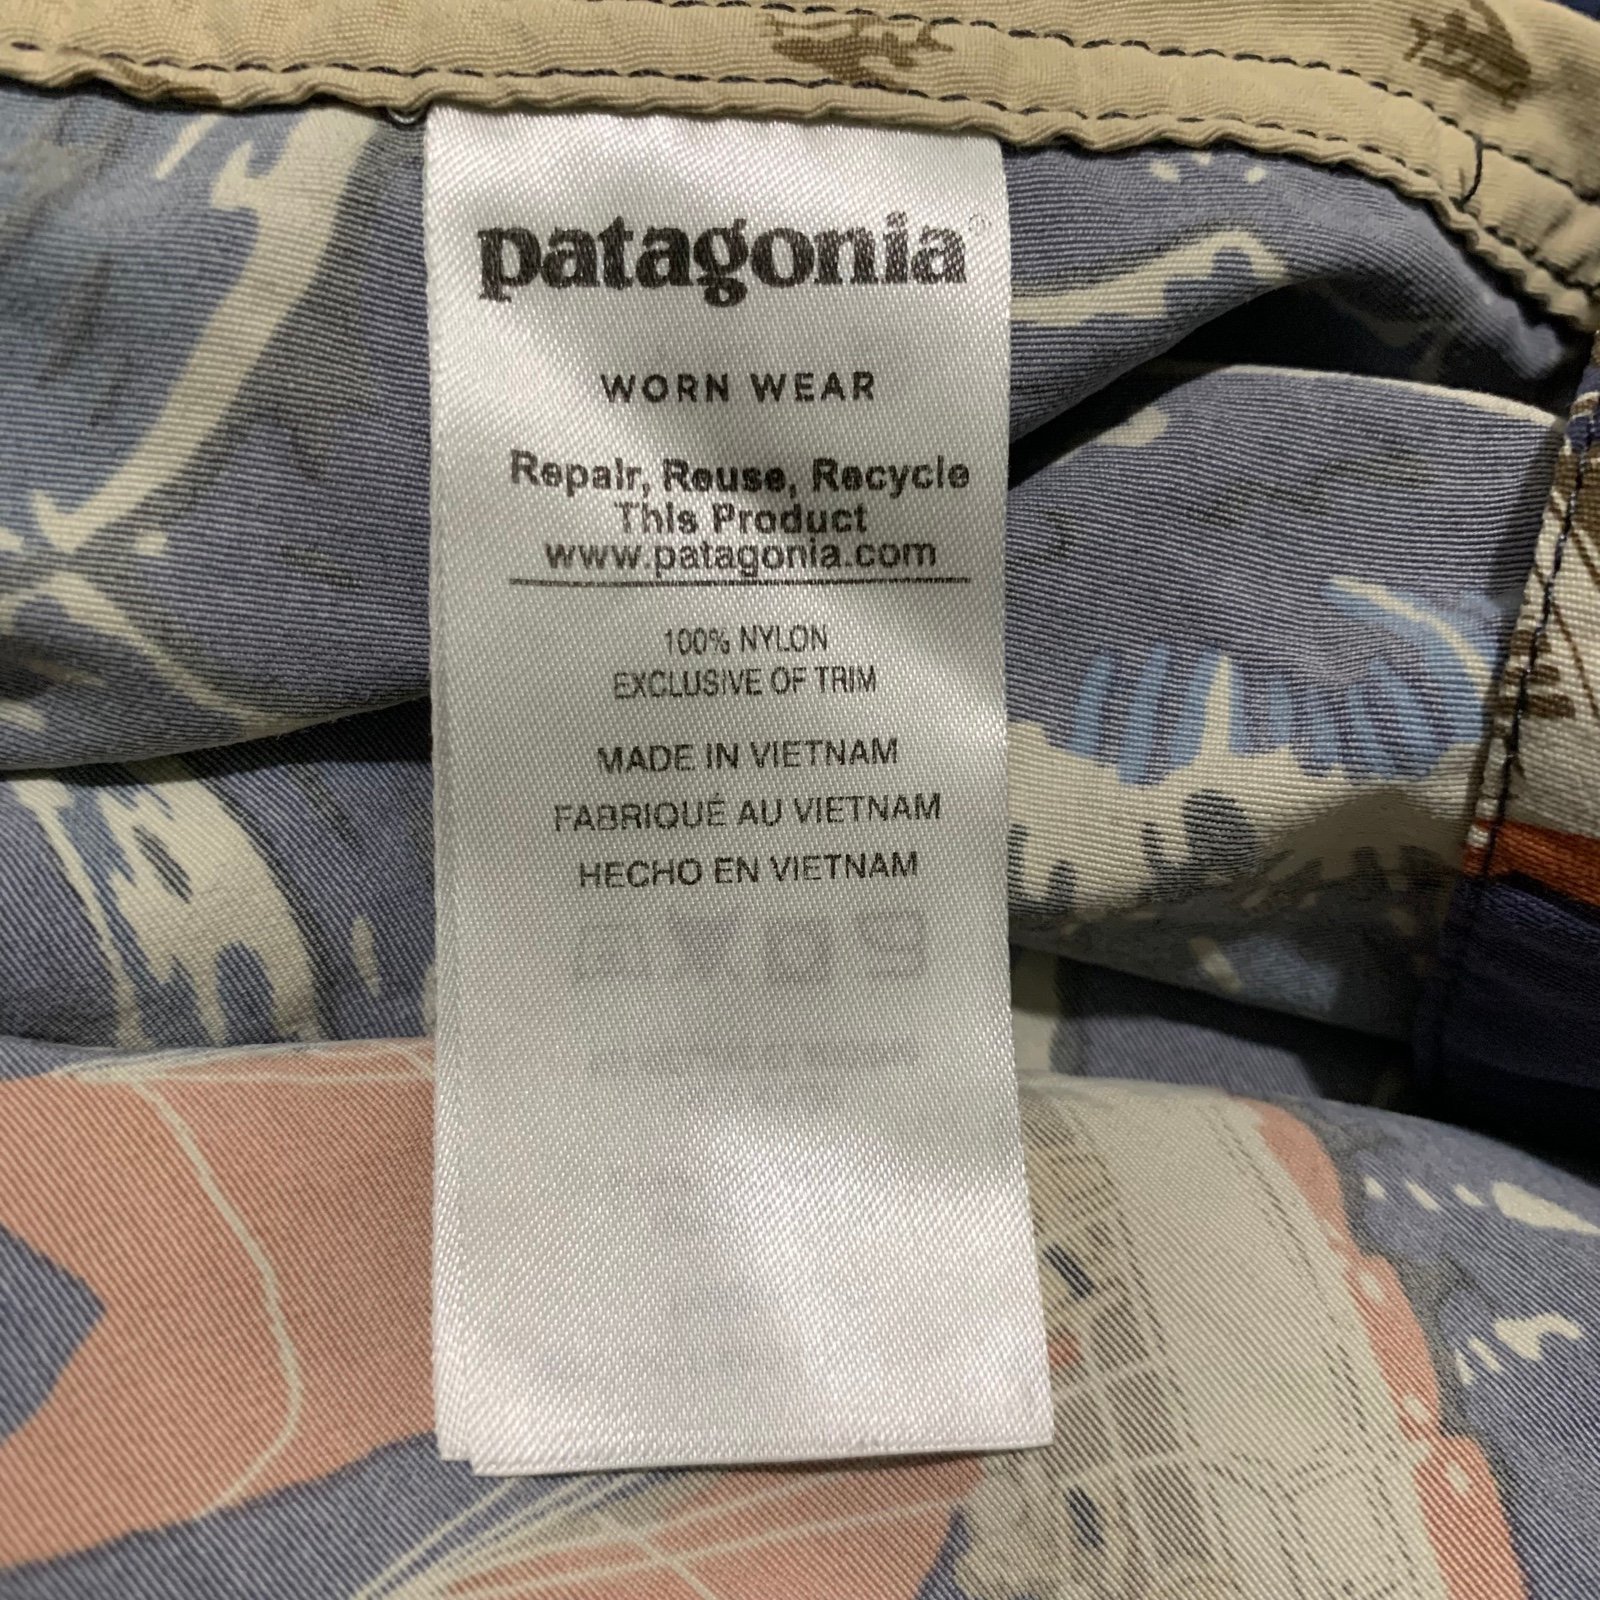 patagonia®
WORN WEAR
Repair, Reuse, Recycle
This Product
www.patagonia.com
100% NYLON
EXCLUSIVE OF TRIM
MADE IN VIETNAM
FABRIQUÉ AU VIETNAM
HECHO EN VIETNAM